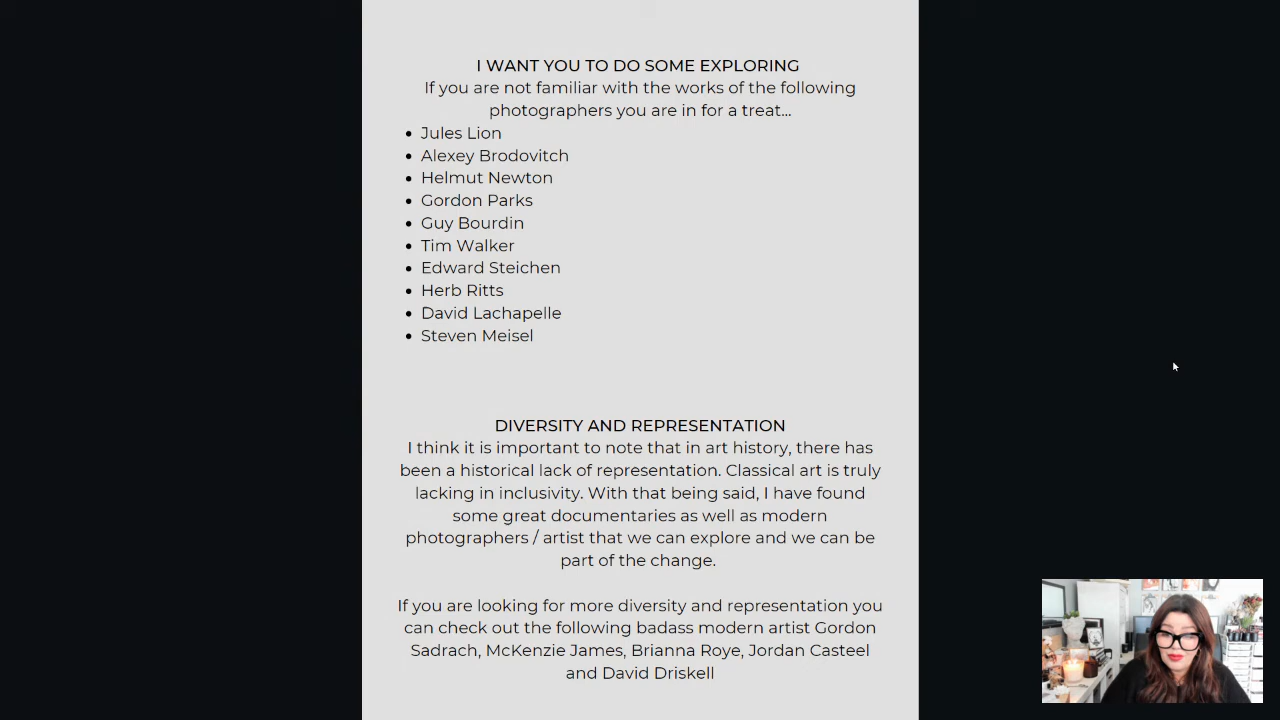 I WANT YOU TO DO SOME EXPLORING
If you are not familiar with the works of the following
photographers you are in for a treat...
• Jules Lion
• Alexey Brodovitch
• Helmut Newton
• Gordon Parks
• Guy Bourdin
• Tim Walker
• Edward Steichen
• Herb Ritts
• David Lachapelle
• Steven Meisel
DIVERSITY AND REPRESENTATION
I think it is important to note that in art history, there has
been a historical lack of representation. Classical art is truly
lacking in inclusivity. With that being said, I have found
some great documentaries as well as modern
photographers / artist that we can explore and we can be
part of the change.
If you are looking for more diversity and representation you
can check out the following badass modern artist Gordon
Sadrach, McKenzie James, Brianna Roye, Jordan Casteel
and David Driskell